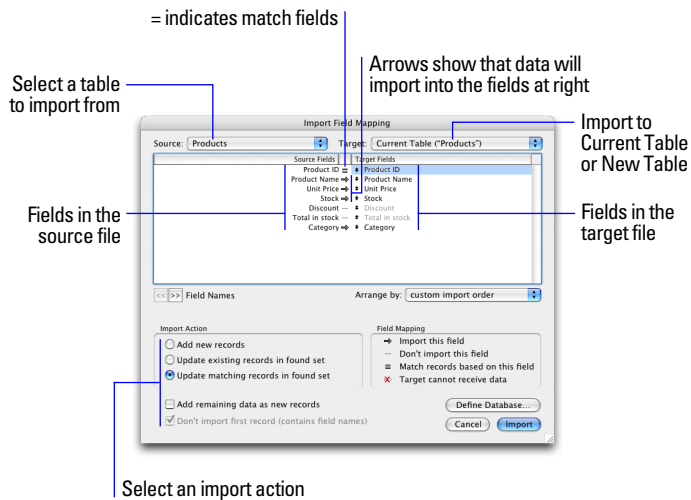 = indicates match fields
Arrows show that data will
import into the fields at right
Select a table
to import from
Import to
Current Table
or New Table
Import Field Mapping
Source: Products
Target: Current Table ("Products")
Source Fields Target Fields
Product ID = Product ID
Product Name ➔ Product Name
Unit Price ➔ Unit Price
Stock ➔ Stock
Discount — Discount
Total in stock — Total in stock
Category ➔ Category
Fields in the
source file
Fields in the
target file
<< >> Field Names
Arrange by: custom import order
Import Action
Add new records
Update existing records in found set
Update matching records in found set
Add remaining data as new records
Don't import first record (contains field names)
Field Mapping
➔ Import this field
— Don't import this field
= Match records based on this field
✕ Target cannot receive data
Define Database...
Cancel
Import
Select an import action